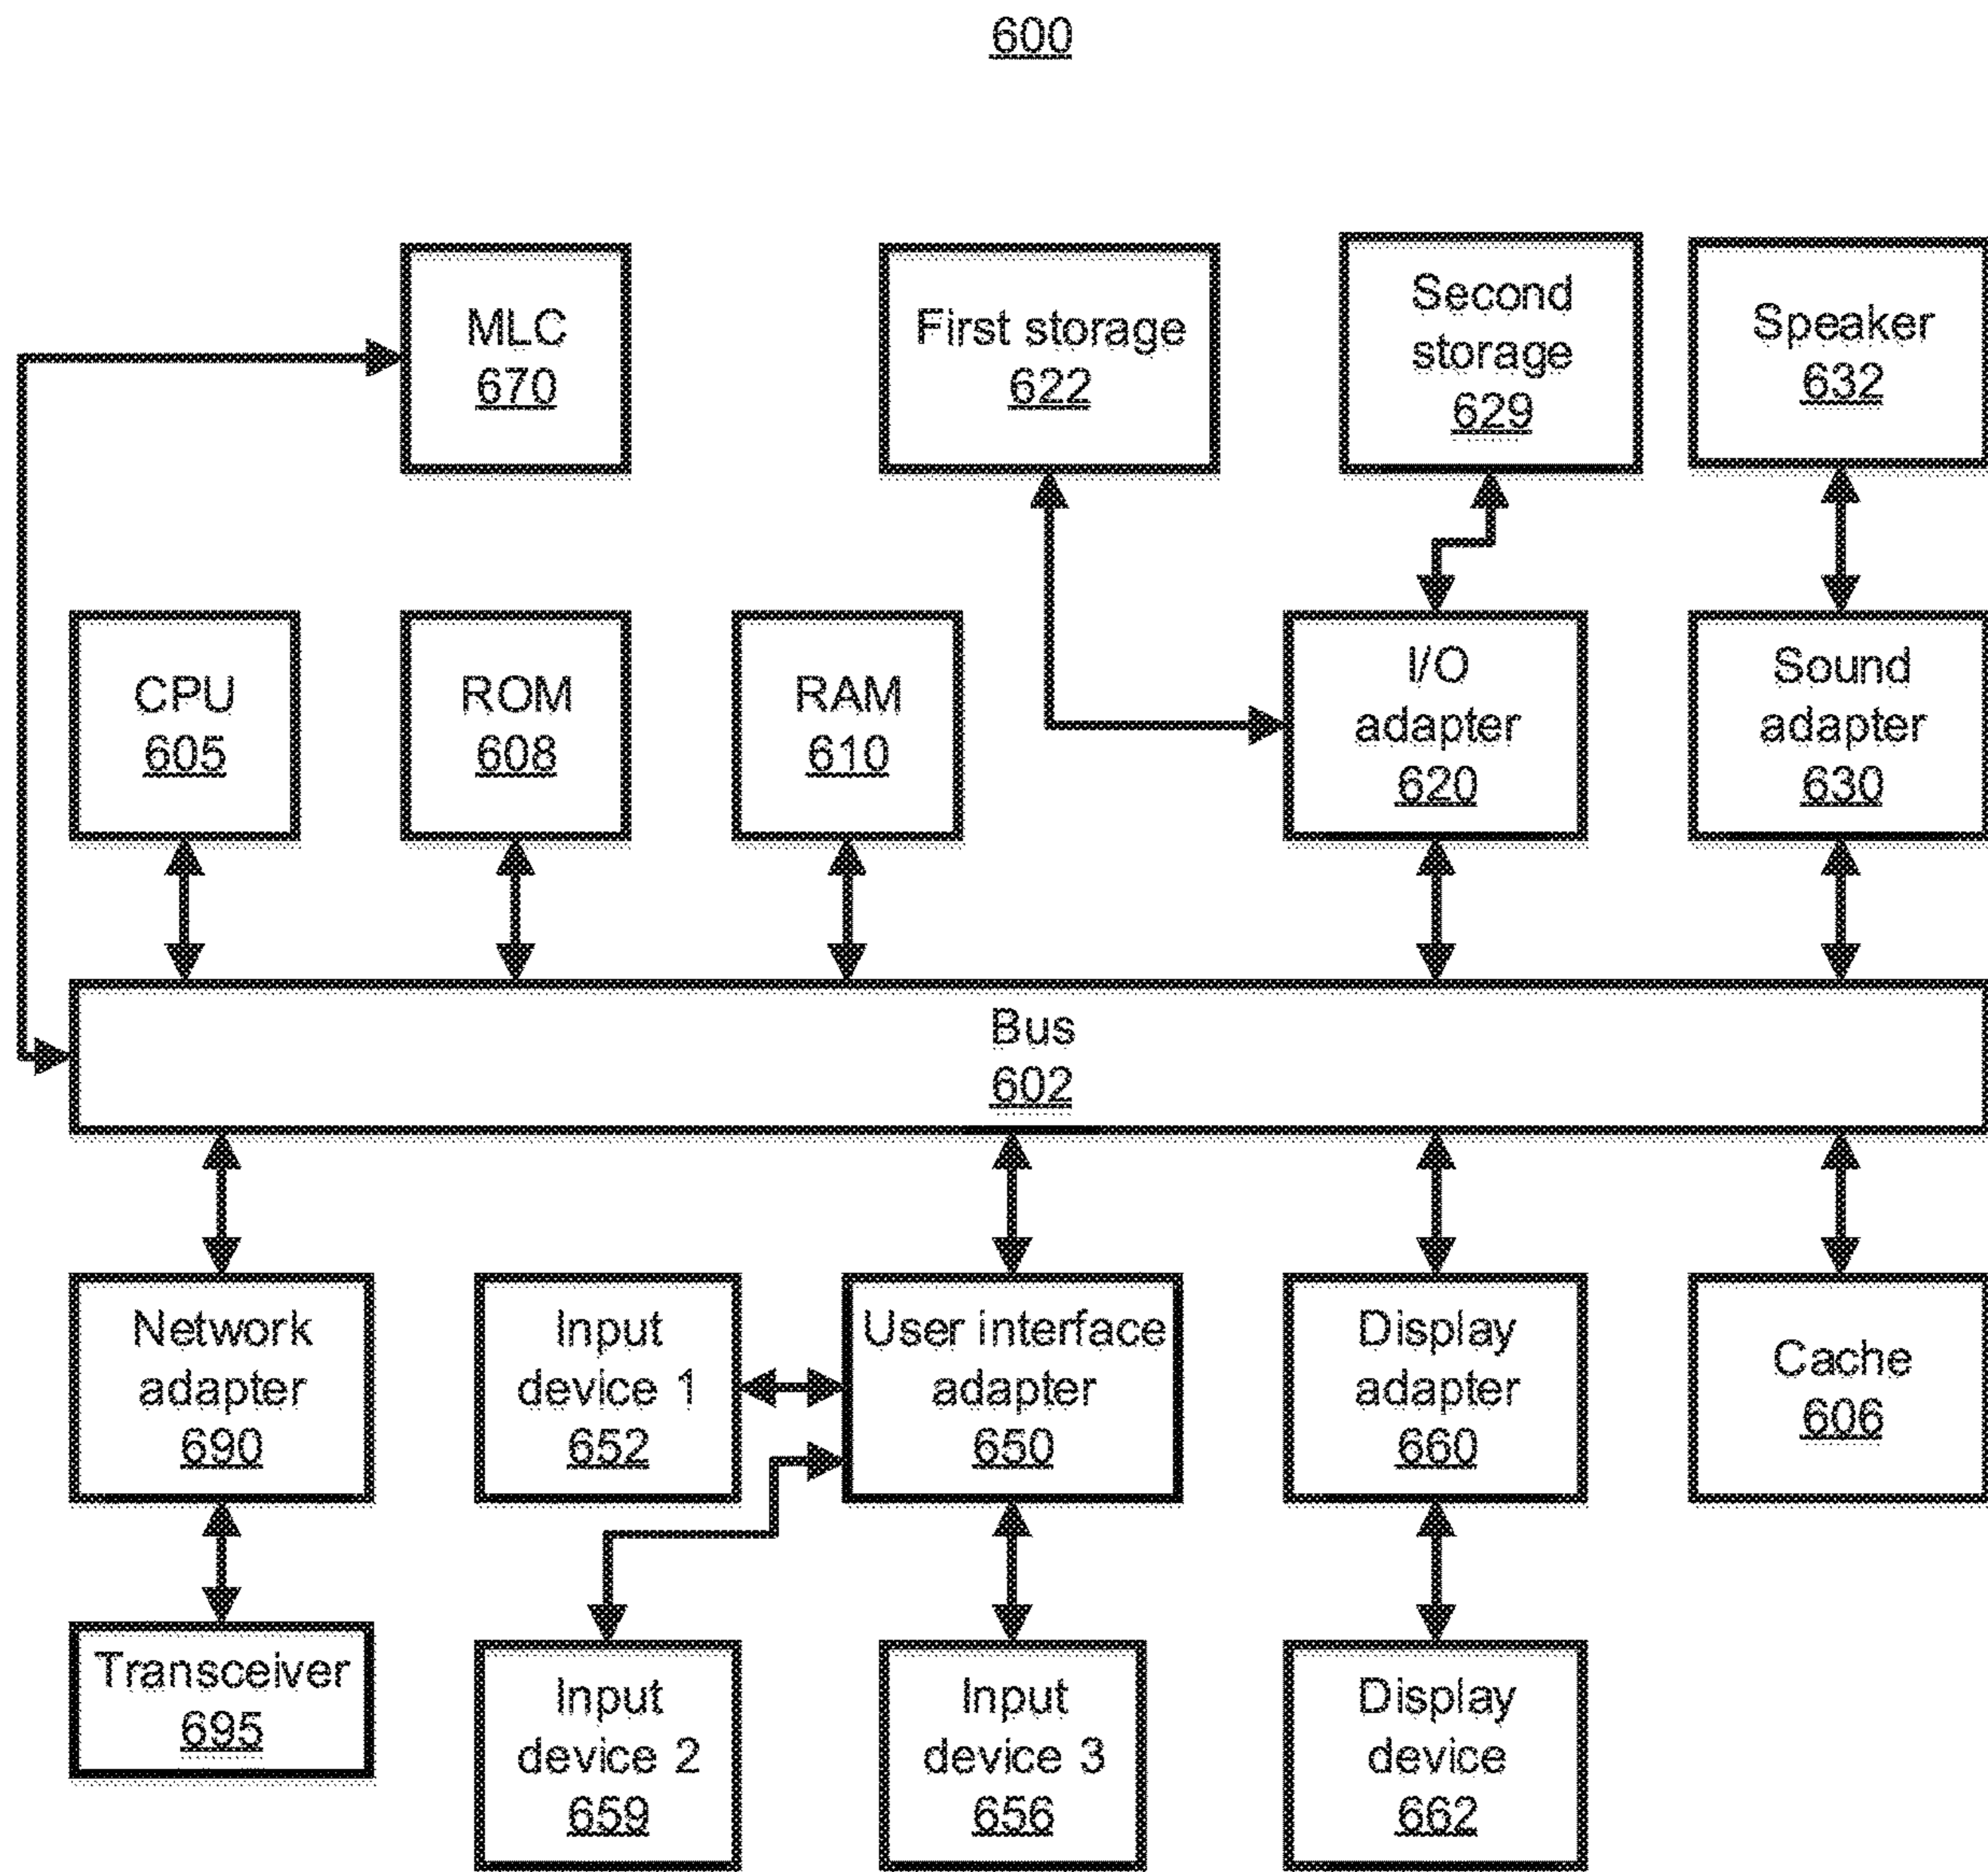 600
MLC
670
First storage
622
Second
storage
629
Speaker
632
CPU
605
ROM
608
RAM
610
I/O
adapter
620
Sound
adapter
630
Bus
602
Network
adapter
690
Input
device 1
652
User interface
adapter
650
Display
adapter
660
Cache
606
Transceiver
695
Input
device 2
659
Input
device 3
656
Display
device
662